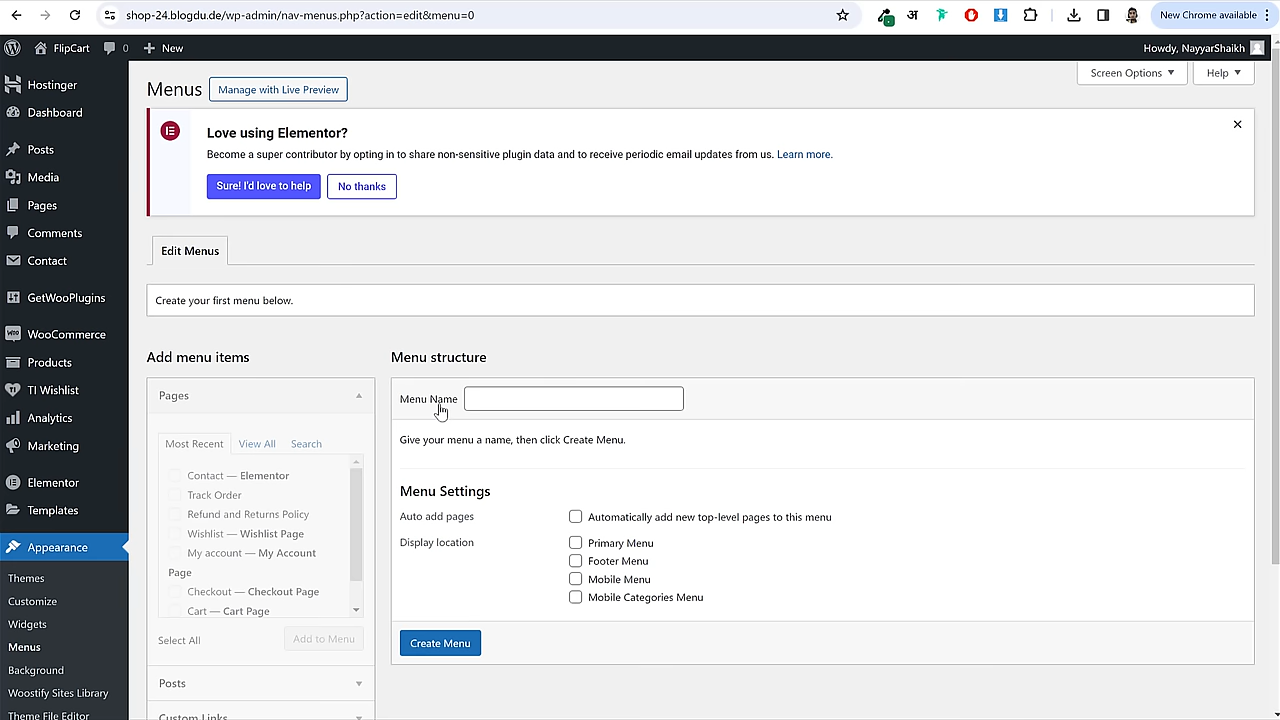 shop-24.blogdu.de/wp-admin/nav-menus.php?action=edit&menu=0
New Chrome available
FlipCart
0
New
Howdy, NayyarShaikh
Hostinger
Dashboard
Posts
Media
Pages
Comments
Contact
GetWooPlugins
WooCommerce
Products
TI Wishlist
Analytics
Marketing
Elementor
Templates
Appearance
Themes
Customize
Widgets
Menus
Background
Woostify Sites Library
Theme File Editor
Screen Options
Help
Menus
Manage with Live Preview
Love using Elementor?
Become a super contributor by opting in to share non-sensitive plugin data and to receive periodic email updates from us. Learn more.
Sure! I'd love to help
No thanks
Edit Menus
Create your first menu below.
Add menu items
Pages
Most Recent
View All
Search
Contact — Elementor
Track Order
Refund and Returns Policy
Wishlist — Wishlist Page
My account — My Account
Page
Checkout — Checkout Page
Cart — Cart Page
Select All
Add to Menu
Posts
Custom Links
Menu structure
Menu Name
Give your menu a name, then click Create Menu.
Menu Settings
Auto add pages
Automatically add new top-level pages to this menu
Display location
Primary Menu
Footer Menu
Mobile Menu
Mobile Categories Menu
Create Menu